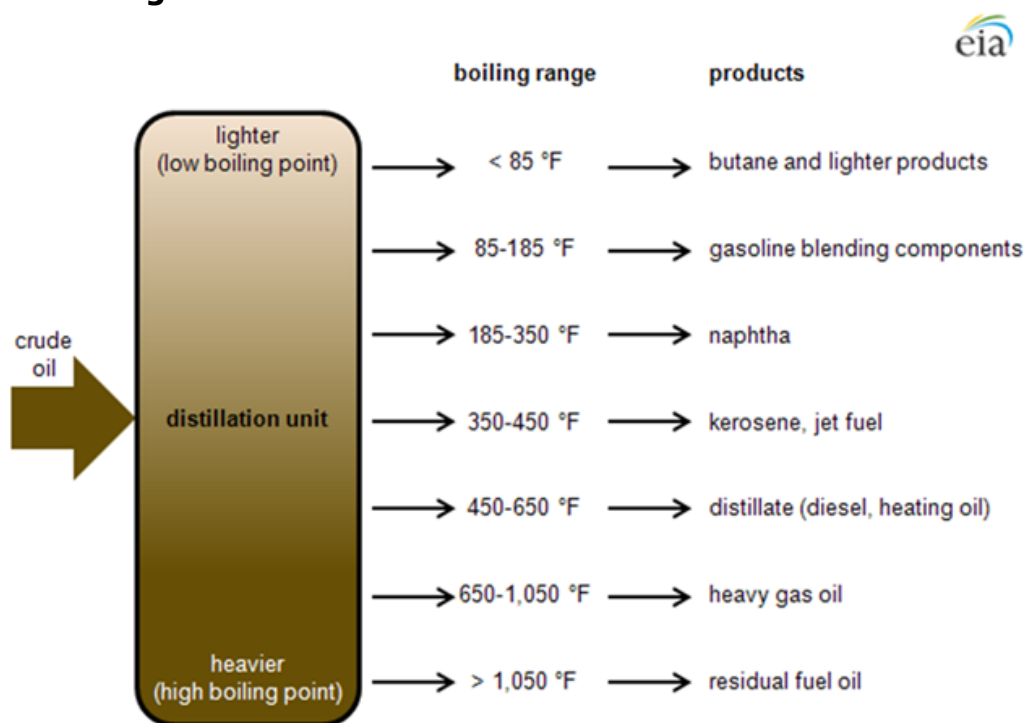 eia
boiling range products
lighter
(low boiling point)
< 85 °F butane and lighter products
85-185 °F gasoline blending components
185-350 °F naphtha
crude
oil
distillation unit
350-450 °F kerosene, jet fuel
450-650 °F distillate (diesel, heating oil)
650-1,050 °F heavy gas oil
heavier
(high boiling point)
> 1,050 °F residual fuel oil